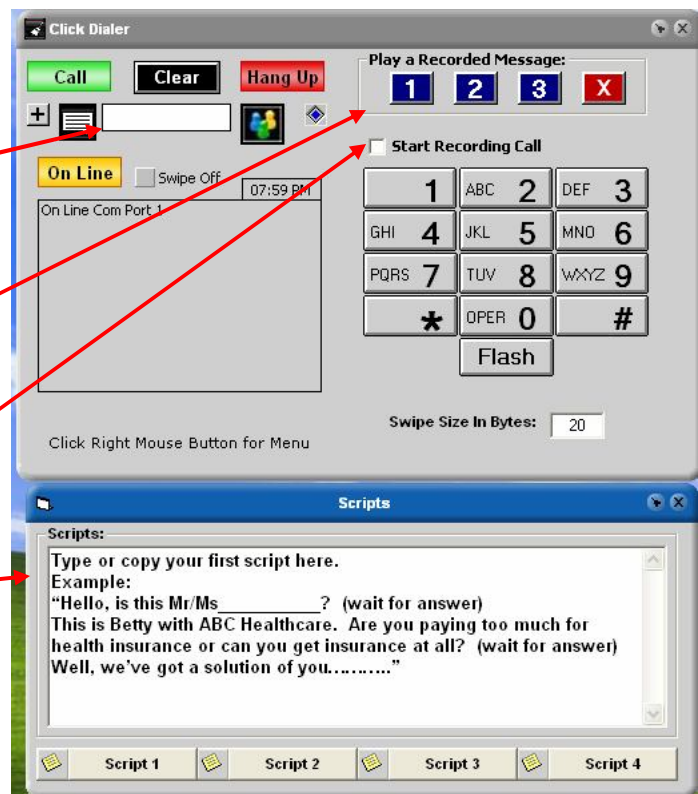 Click Dialer
Call Clear Hang Up
Play a Recorded Message:
1 2 3 X
+
Start Recording Call
On Line Swipe Off 07:59 PM
On Line Com Port 1
1 ABC 2 DEF 3
GHI 4 JKL 5 MNO 6
PQRS 7 TUV 8 WXYZ 9
* OPER 0 #
Flash
Swipe Size In Bytes: 20
Click Right Mouse Button for Menu
Scripts
Scripts:
Type or copy your first script here.
Example:
“Hello, is this Mr/Ms___________? (wait for answer)
This is Betty with ABC Healthcare. Are you paying too much for
health insurance or can you get insurance at all? (wait for answer)
Well, we’ve got a solution of you………..”
Script 1 Script 2 Script 3 Script 4